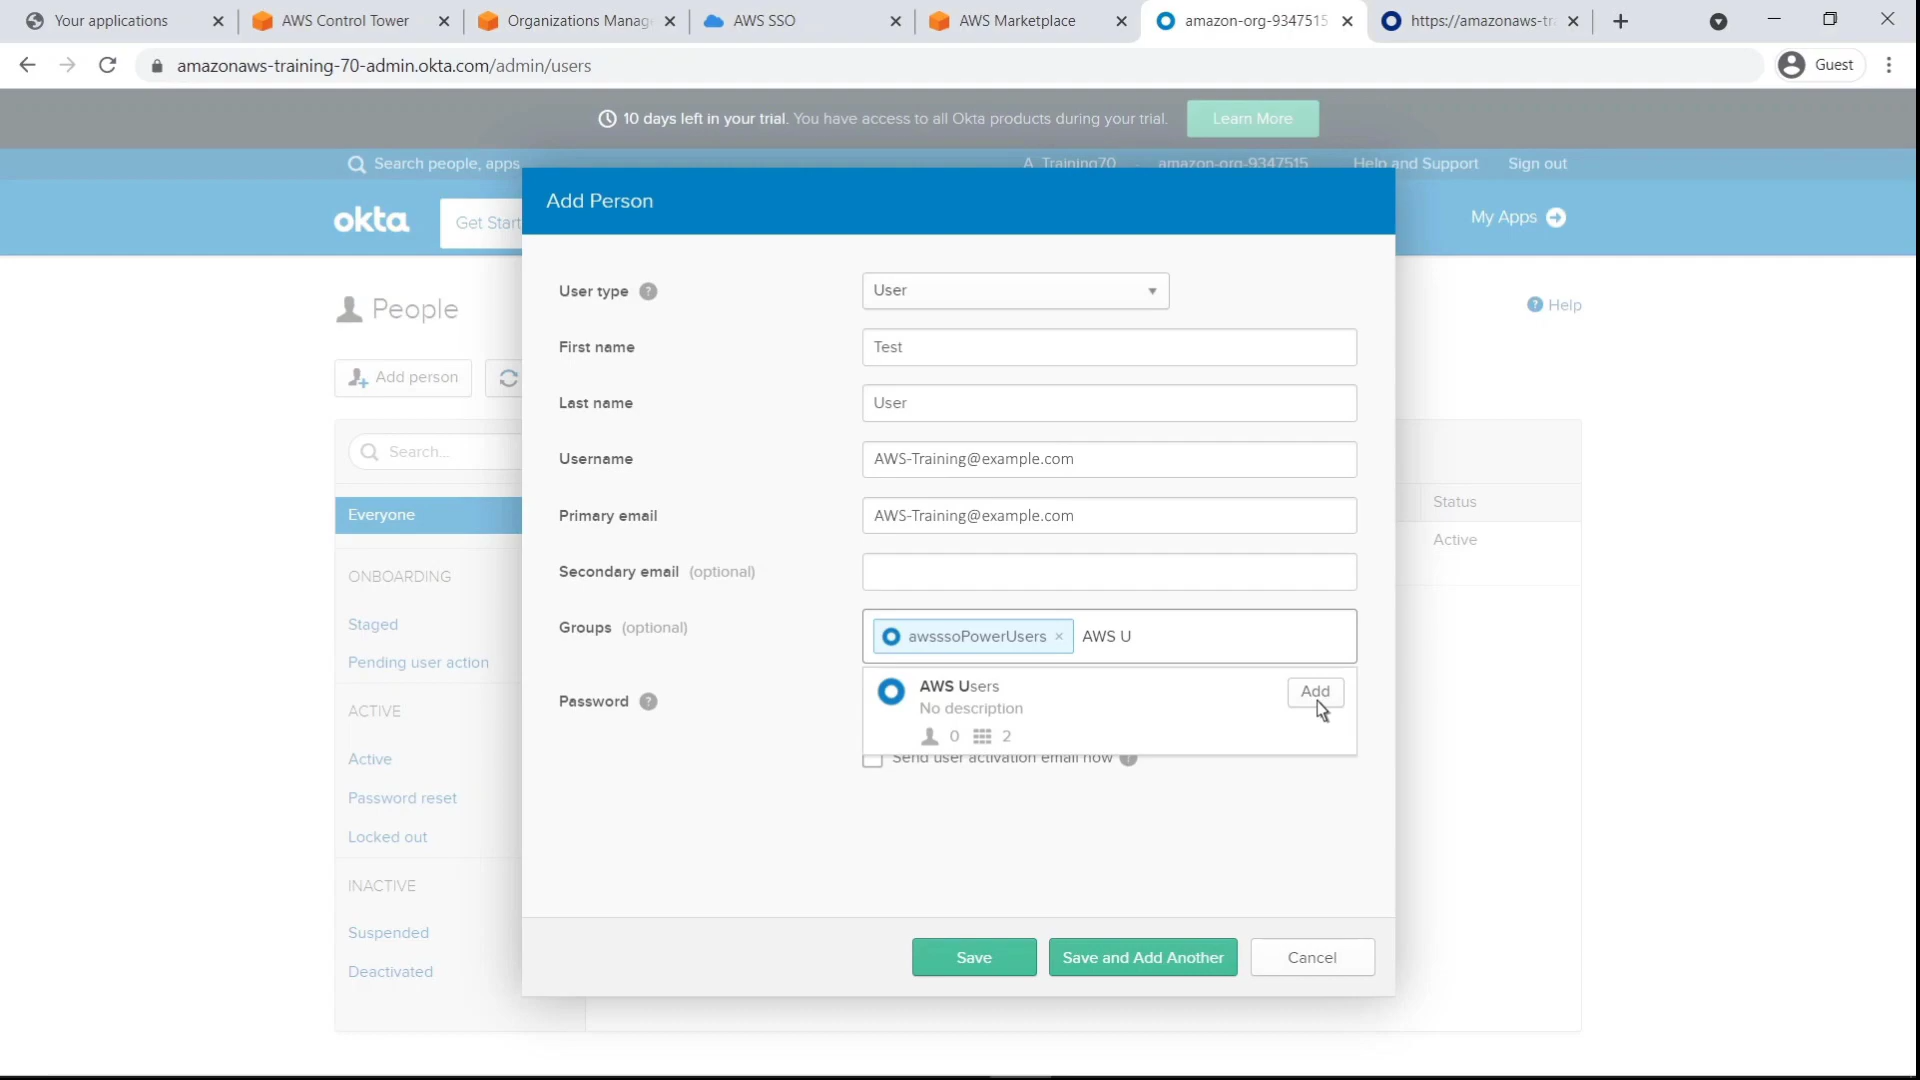 Your applications
AWS Control Tower
Organizations Manag
AWS SSO
AWS Marketplace
amazon-org-9347515
https://amazonaws-tra
amazonaws-training-70-admin.okta.com/admin/users
Guest
10 days left in your trial. You have access to all Okta products during your trial.
Learn More
Search people, apps
A Training70
amazon-org-9347515
Help and Support
Sign out
okta
Get Start
My Apps
Add Person
People
Help
Add person
Search...
Everyone
ONBOARDING
Staged
Pending user action
ACTIVE
Active
Password reset
Locked out
INACTIVE
Suspended
Deactivated
Status
Active
User type ?
User
First name
Test
Last name
User
Username
AWS-Training@example.com
Primary email
AWS-Training@example.com
Secondary email (optional)
Groups (optional)
awsssoPowerUsers × AWS U
AWS Users
No description
0 2
Add
Password ?
Send user activation email now ?
Save
Save and Add Another
Cancel